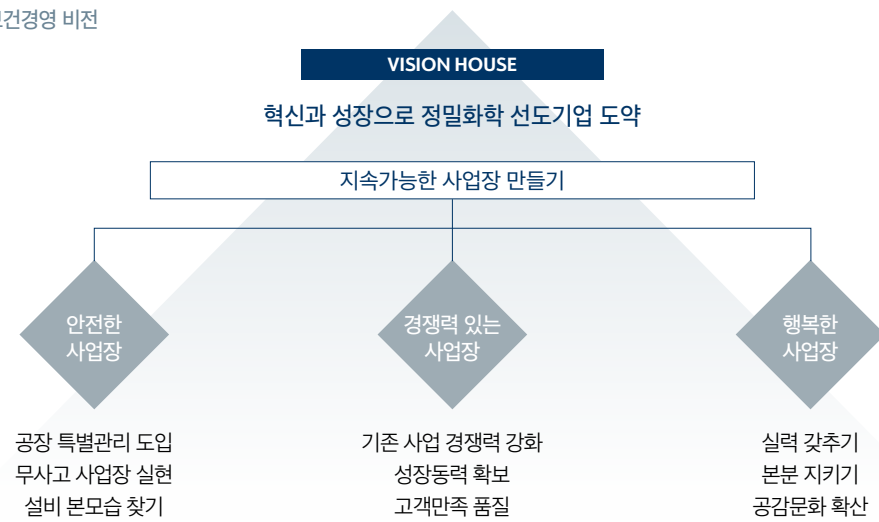 보건경영 비전
VISION HOUSE
혁신과 성장으로 정밀화학 선도기업 도약
지속가능한 사업장 만들기
안전한
사업장
경쟁력 있는
사업장
행복한
사업장
공장 특별관리 도입
무사고 사업장 실현
설비 본모습 찾기
기존 사업 경쟁력 강화
성장동력 확보
고객만족 품질
실력 갖추기
본분 지키기
공감문화 확산